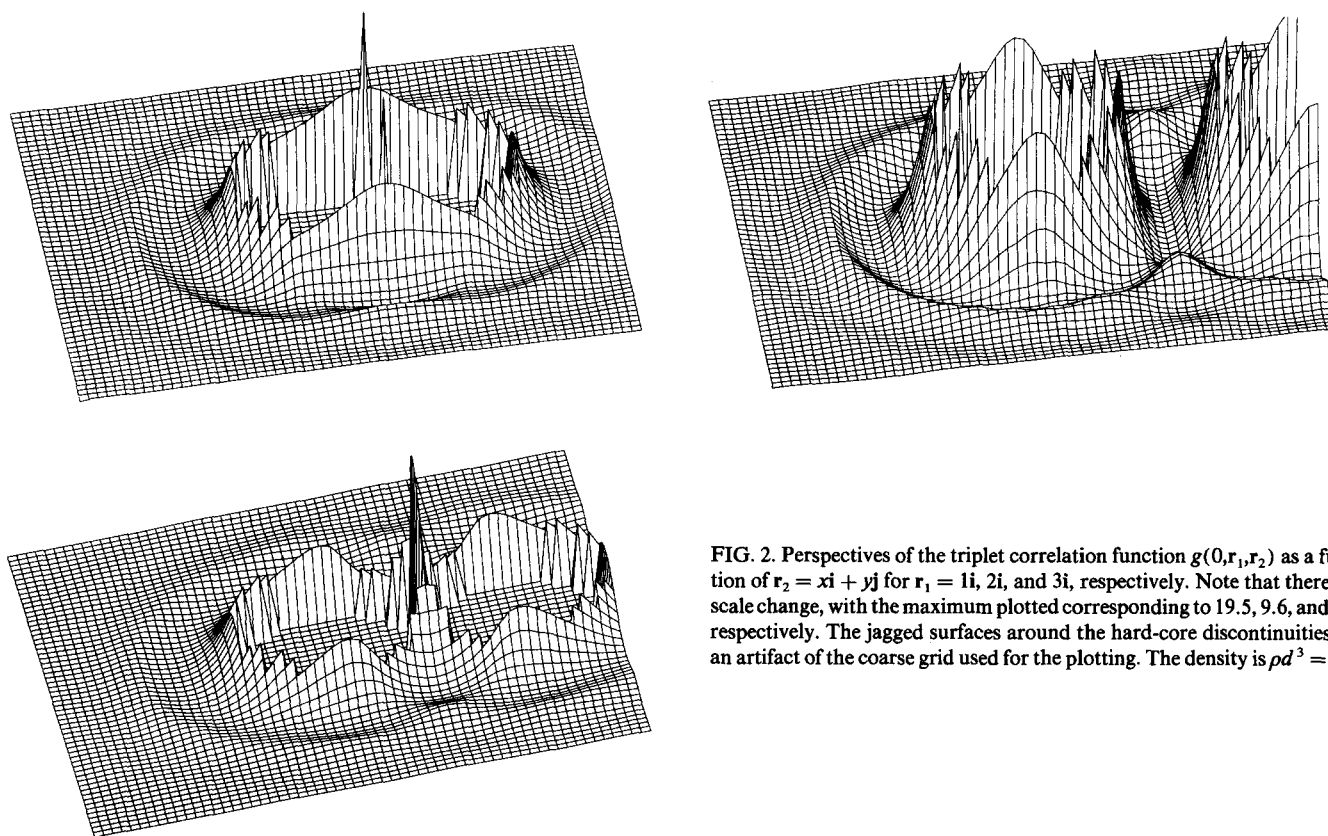 FIG. 2. Perspectives of the triplet correlation function g(0,r₁,r₂) as a fu
tion of r₂ = xi + yj for r₁ = 1i, 2i, and 3i, respectively. Note that there
scale change, with the maximum plotted corresponding to 19.5, 9.6, and
respectively. The jagged surfaces around the hard-core discontinuities
an artifact of the coarse grid used for the plotting. The density is ρd³ =